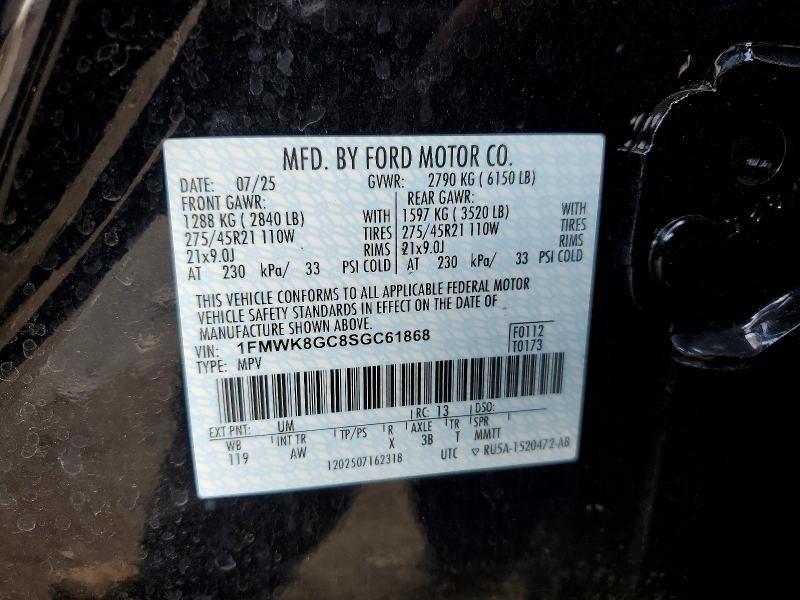 MFD. BY FORD MOTOR CO.
DATE: 07/25 GVWR: 2790 KG ( 6150 LB)
FRONT GAWR: REAR GAWR:
1288 KG ( 2840 LB) WITH 1597 KG ( 3520 LB) WITH
275/45R21 110W TIRES 275/45R21 110W TIRES
21x9.0J RIMS 21x9.0J RIMS
AT 230 kPa/ 33 PSI COLD AT 230 kPa/ 33 PSI COLD
THIS VEHICLE CONFORMS TO ALL APPLICABLE FEDERAL MOTOR
VEHICLE SAFETY STANDARDS IN EFFECT ON THE DATE OF
MANUFACTURE SHOWN ABOVE.
VIN: 1FMWK8GC8SGC61868 F0112
TYPE: MPV T0173
EXT PNT: UM RC: 13 DSO:
WB INT TR TP/PS R AXLE TR SPR
119 AW X 3B T MMTT
1202507162318 UTC ▽ RU5A-1520472-AB